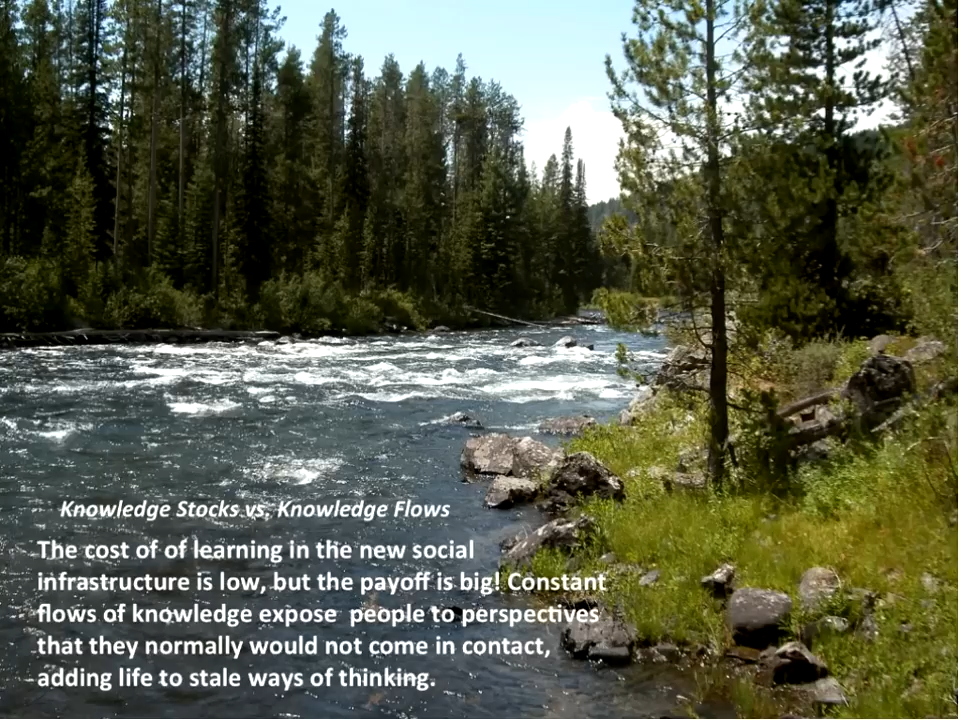 Knowledge Stocks vs. Knowledge Flows
The cost of of learning in the new social
infrastructure is low, but the payoff is big! Constant
flows of knowledge expose  people to perspectives
that they normally would not come in contact,
adding life to stale ways of thinking.